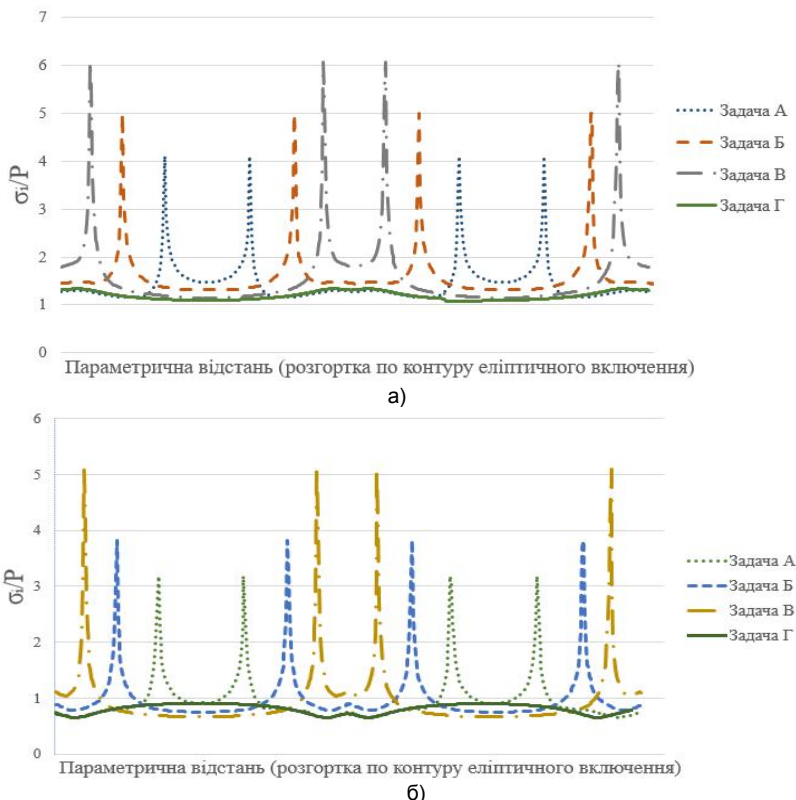 7
6
5
4
3
2
1
0
σi/P
Задача А
Задача Б
Задача В
Задача Г
Параметрична відстань (розгортка по контуру еліптичного включення)
а)
6
5
4
3
2
1
0
σi/P
Задача А
Задача Б
Задача В
Задача Г
Параметрична відстань (розгортка по контуру еліптичного включення)
б)